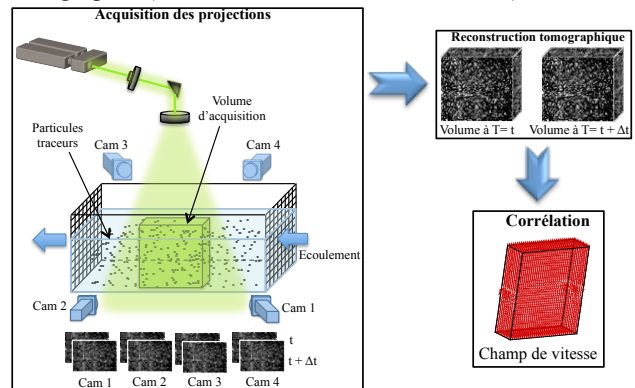 Acquisition des projections
Particules
traceurs
Volume
d'acquisition
Cam 3
Cam 4
Ecoulement
Cam 2
Cam 1
t
t + Δt
Cam 1
Cam 2
Cam 3
Cam 4
Reconstruction tomographique
Volume à T= t
Volume à T= t + Δt
Corrélation
Champ de vitesse